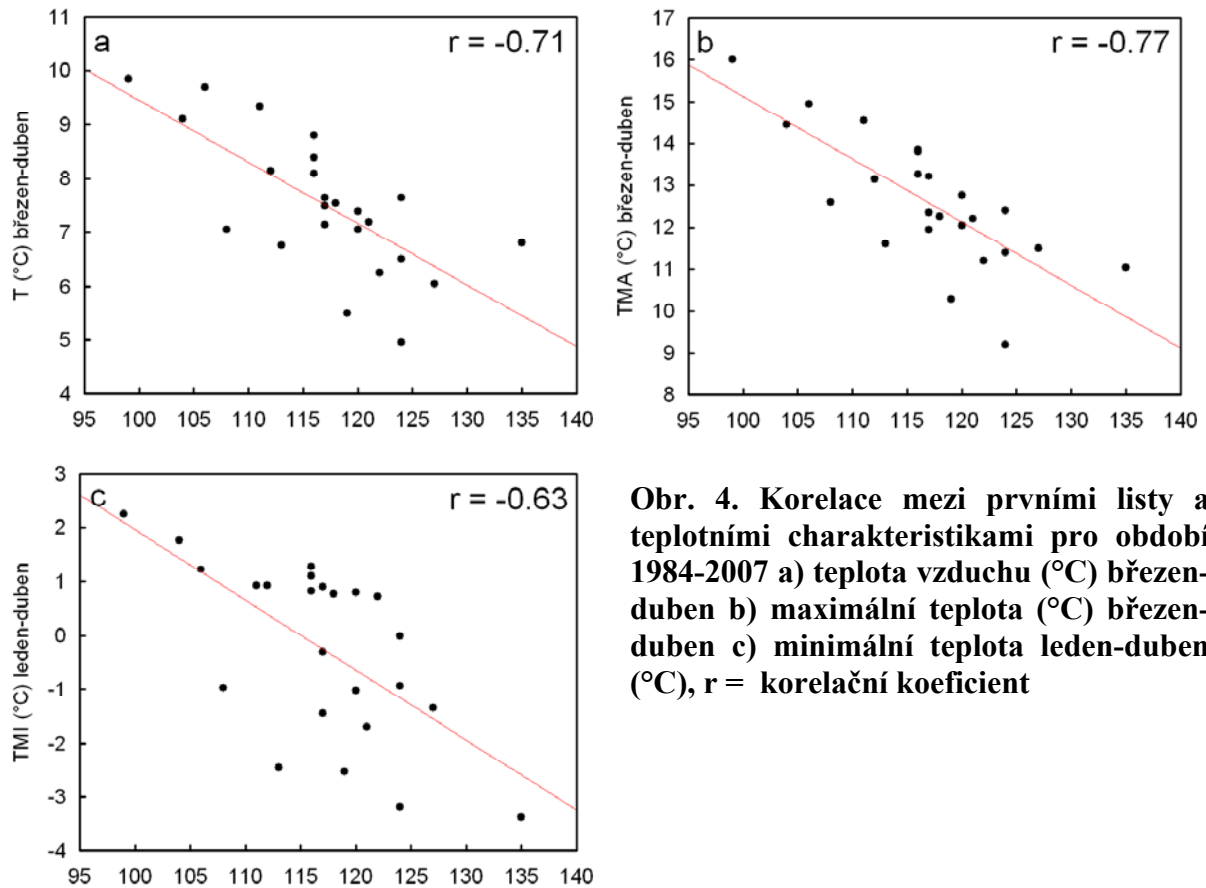 a
r = -0.71
T (°C) březen-duben
11
10
9
8
7
6
5
4
95 100 105 110 115 120 125 130 135 140
b
r = -0.77
TMA (°C) březen-duben
17
16
15
14
13
12
11
10
9
8
95 100 105 110 115 120 125 130 135 140
c
r = -0.63
TMI (°C) leden-duben
3
2
1
0
-1
-2
-3
-4
95 100 105 110 115 120 125 130 135 140
Obr. 4. Korelace mezi prvními listy a
teplotními charakteristikami pro období
1984-2007 a) teplota vzduchu (°C) březen-
duben b) maximální teplota (°C) březen-
duben c) minimální teplota leden-duben
(°C), r = korelační koeficient